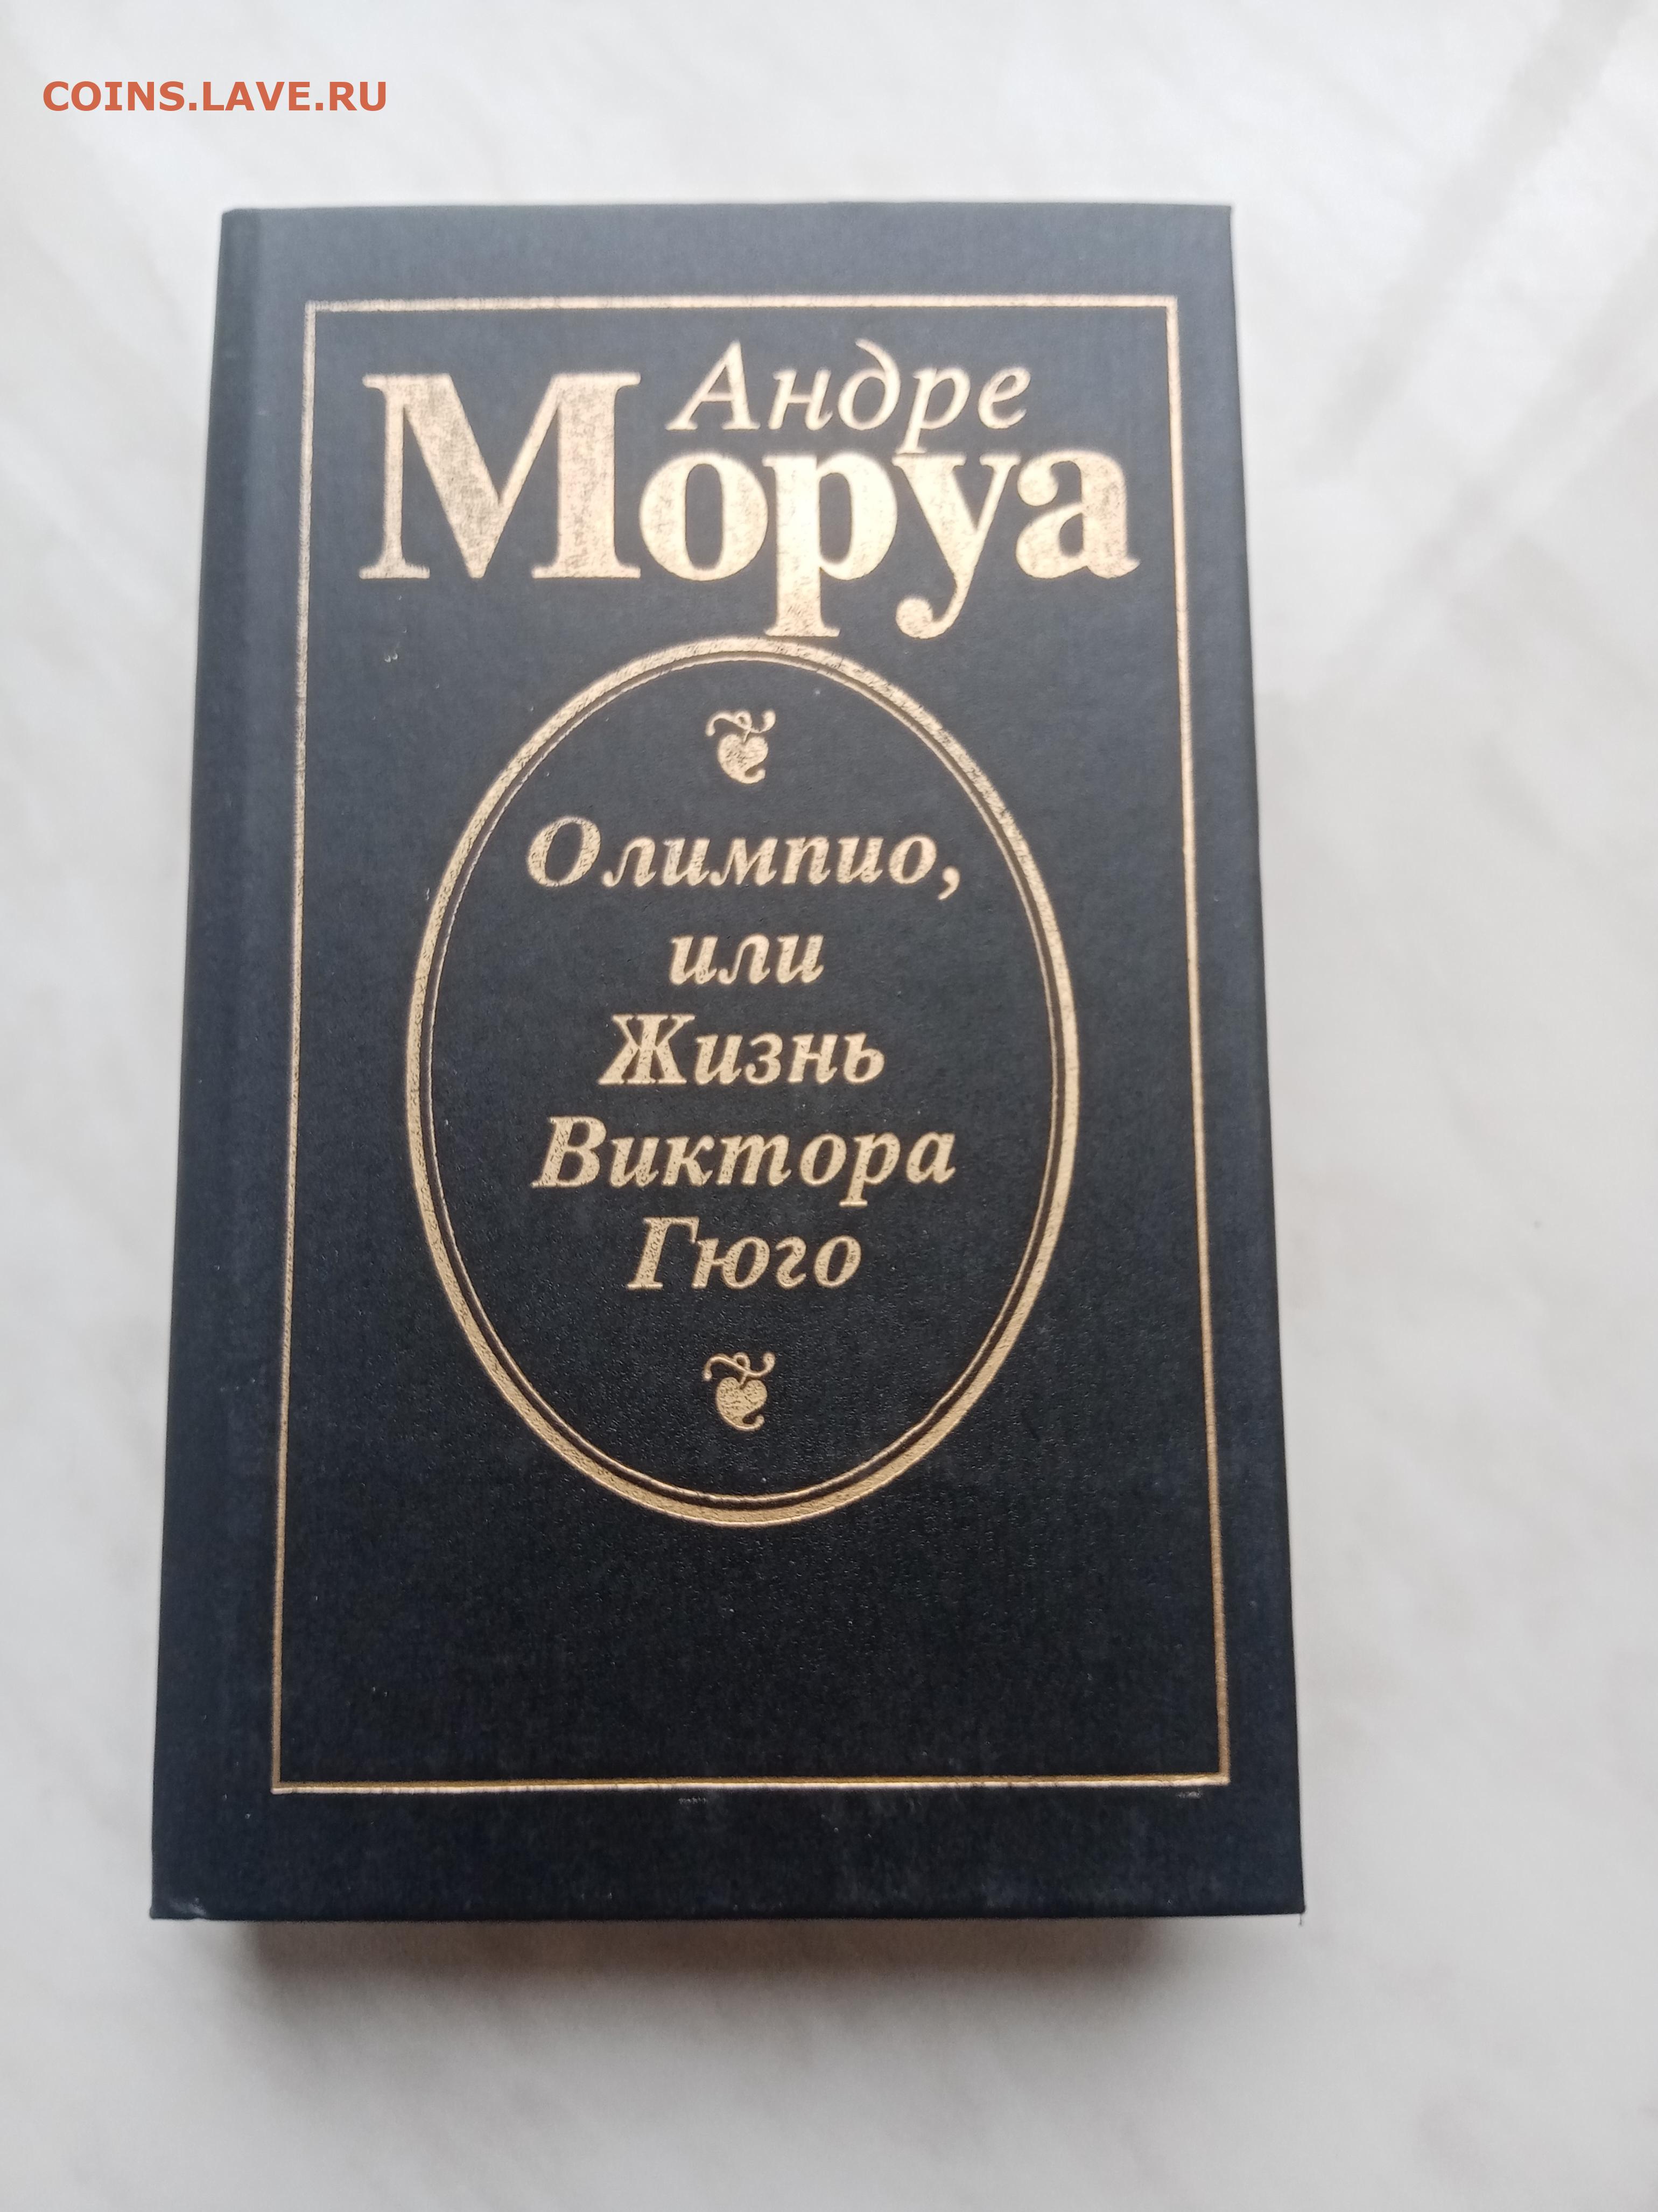 COINS.LAVE.RU
Андре
Моруа
Олимпио,
или
Жизнь
Виктора
Гюго